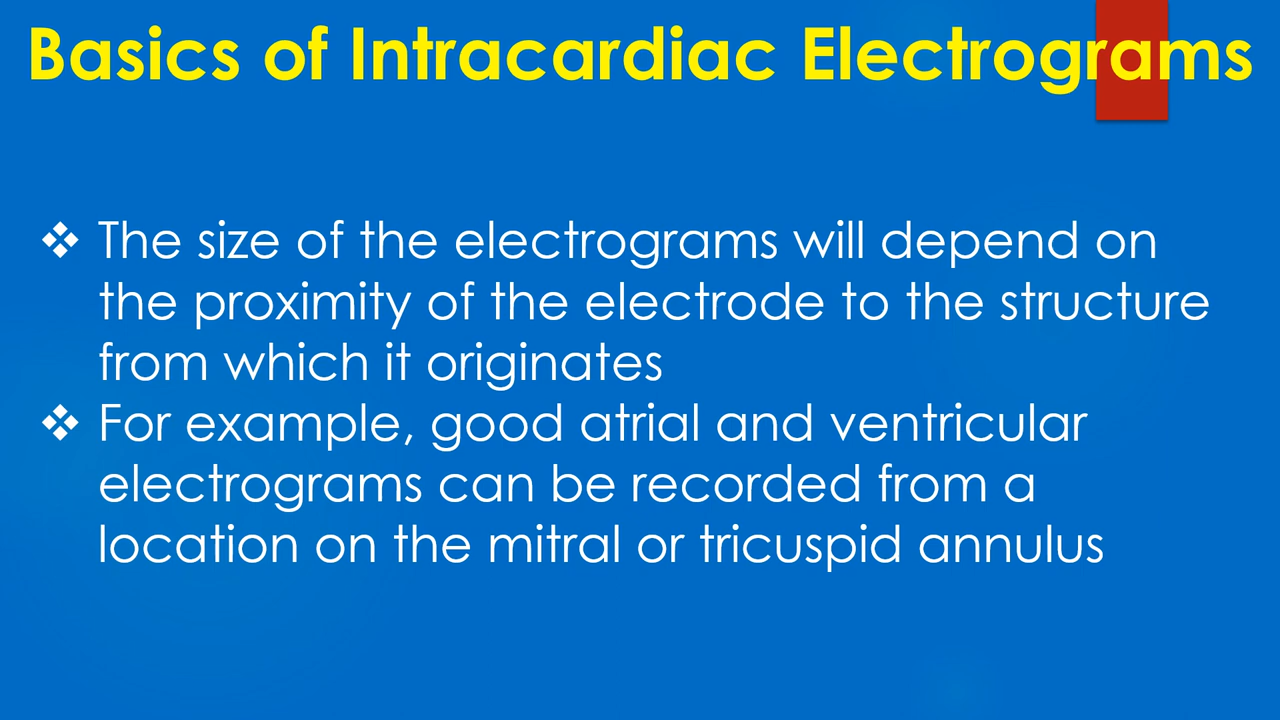 Basics of Intracardiac Electrograms
❖ The size of the electrograms will depend on
the proximity of the electrode to the structure
from which it originates
❖ For example, good atrial and ventricular
electrograms can be recorded from a
location on the mitral or tricuspid annulus